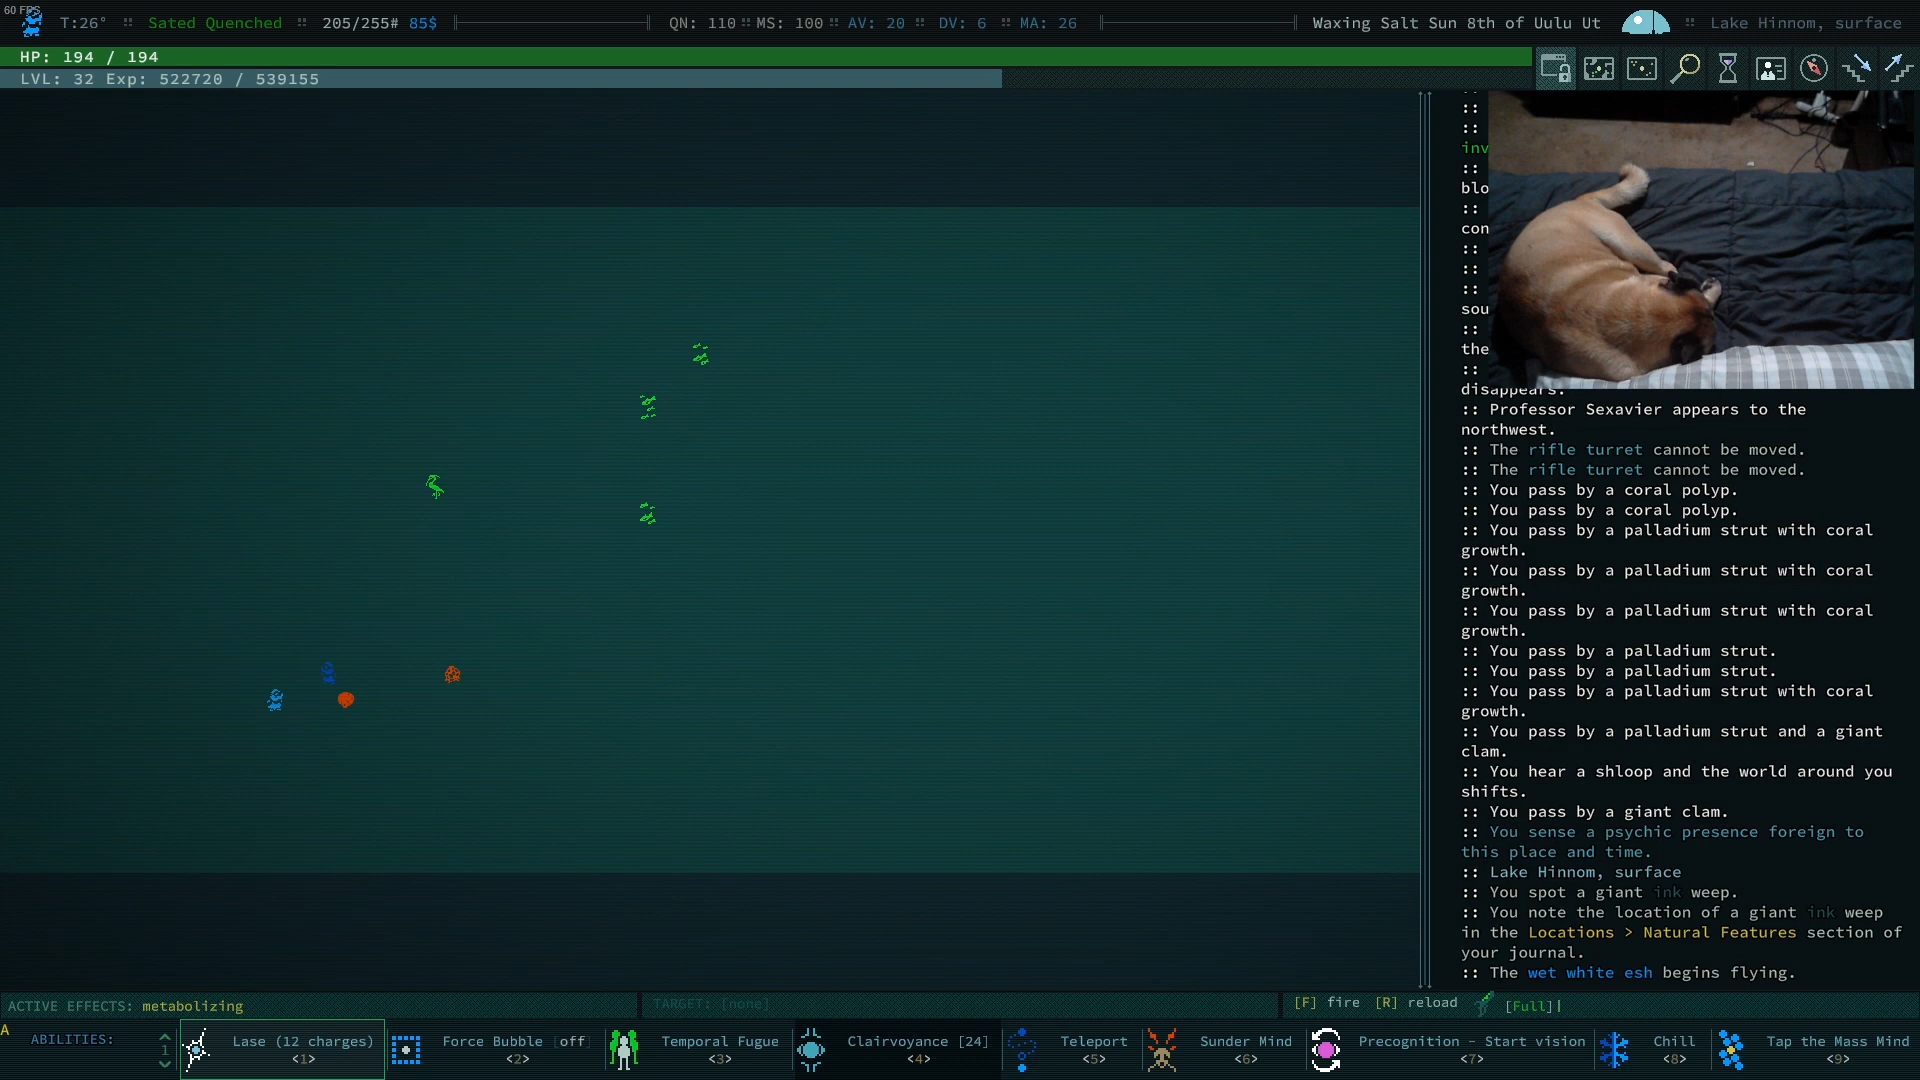 60 FPS
T:26° :: Sated Quenched :: 205/255# 85$ QN: 110 :: MS: 100 :: AV: 20 :: DV: 6 :: MA: 26 Waxing Salt Sun 8th of Uulu Ut :: Lake Hinnom, surface
HP: 194 / 194
LVL: 32 Exp: 522720 / 539155
::
::
::
inv
::
blo
::
con
::
::
::
sou
::
the
::
disappears.
:: Professor Sexavier appears to the
northwest.
:: The rifle turret cannot be moved.
:: The rifle turret cannot be moved.
:: You pass by a coral polyp.
:: You pass by a coral polyp.
:: You pass by a palladium strut with coral
growth.
:: You pass by a palladium strut with coral
growth.
:: You pass by a palladium strut with coral
growth.
:: You pass by a palladium strut.
:: You pass by a palladium strut.
:: You pass by a palladium strut with coral
growth.
:: You pass by a palladium strut and a giant
clam.
:: You hear a shloop and the world around you
shifts.
:: You pass by a giant clam.
:: You sense a psychic presence foreign to
this place and time.
:: Lake Hinnom, surface
:: You spot a giant ink weep.
:: You note the location of a giant ink weep
in the Locations > Natural Features section of
your journal.
:: The wet white esh begins flying.
ACTIVE EFFECTS: metabolizing TARGET: [none] [F] fire [R] reload [Full]
A
ABILITIES: 1 Lase (12 charges) Force Bubble [off] Temporal Fugue Clairvoyance [24] Teleport Sunder Mind Precognition - Start vision Chill Tap the Mass Mind
<1> <2> <3> <4> <5> <6> <7> <8> <9>